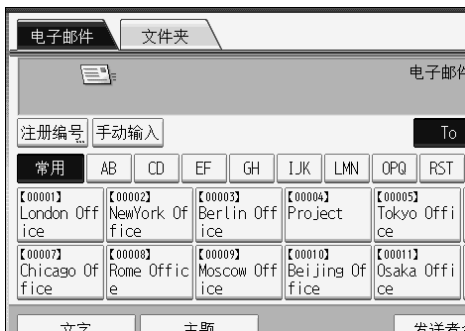 电子邮件 文件夹
电子邮件
注册编号 手动输入 To
常用 AB CD EF GH IJK LMN OPQ RST
【00001】 【00002】 【00003】 【00004】 【00005】
London Off NewYork Of Berlin Off Project Tokyo Offi
ice fice ice ce
【00007】 【00008】 【00009】 【00010】 【00011】
Chicago Of Rome Offic Moscow Off Beijing Of Osaka Offi
fice e ice fice ce
文字 主题 发送者